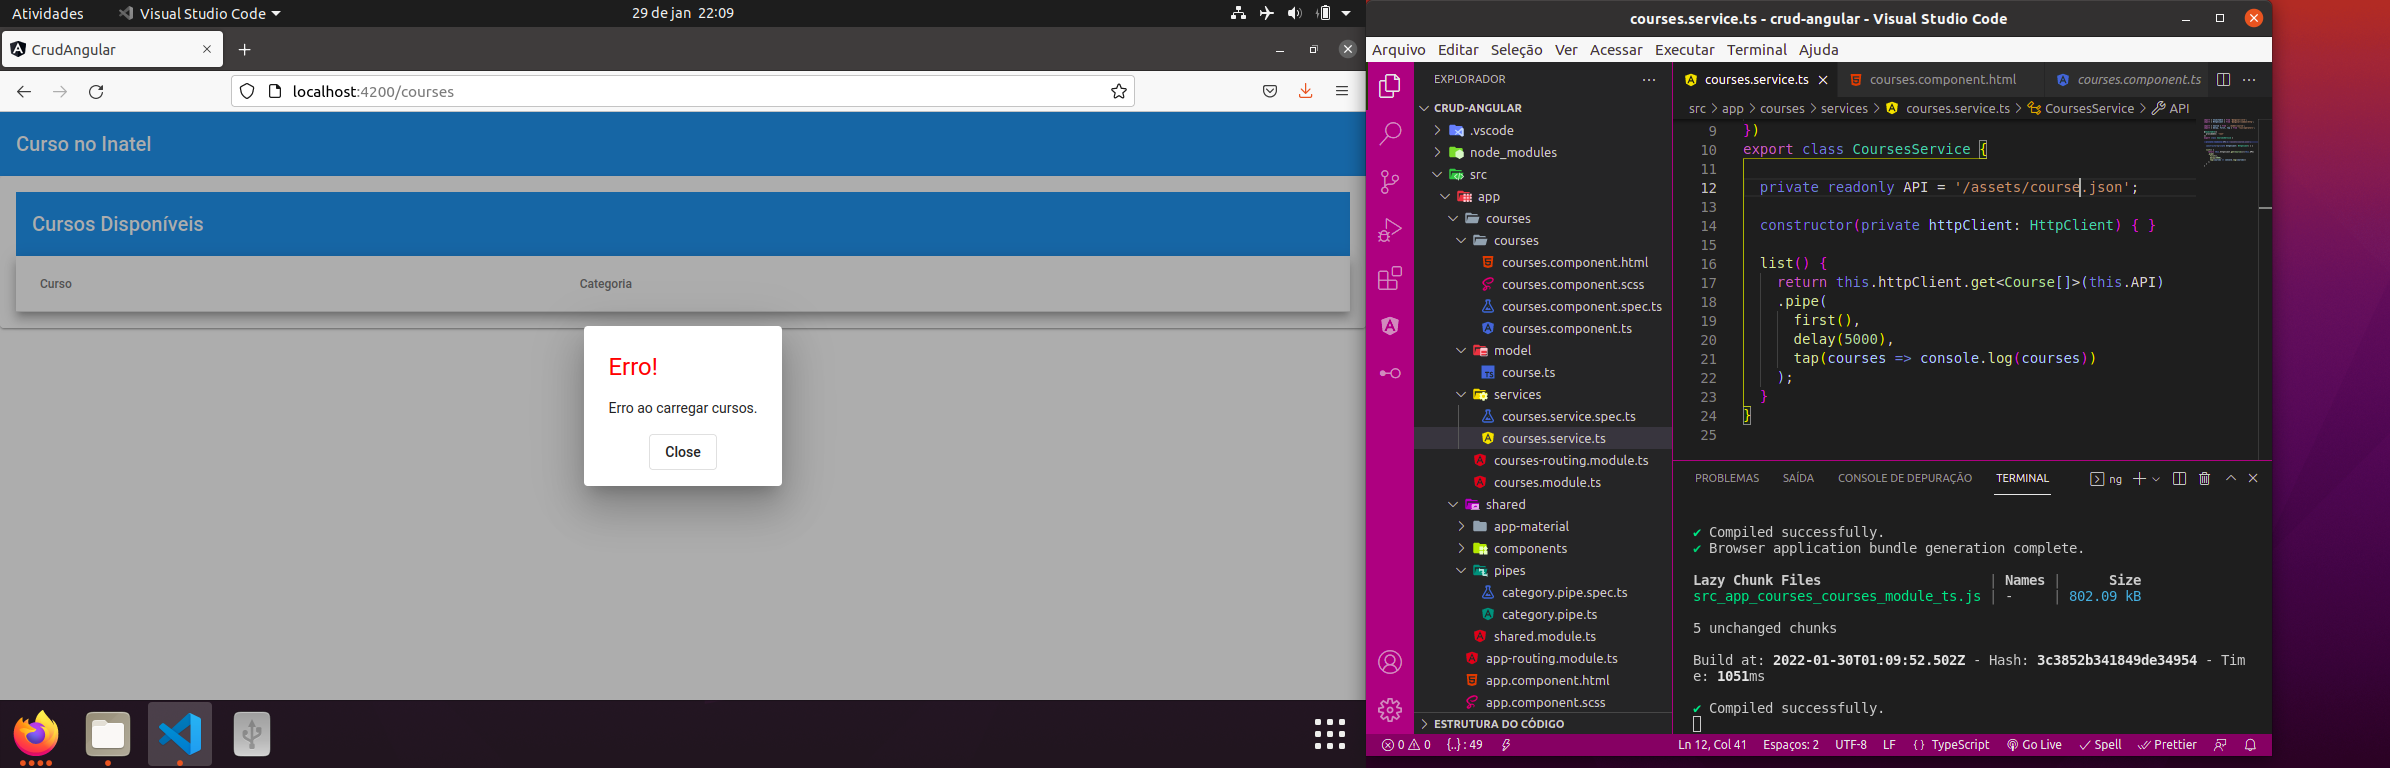 Atividades
Visual Studio Code
29 de jan 22:09
CrudAngular
localhost:4200/courses
Curso no Inatel
Cursos Disponíveis
Curso
Categoria
Erro!
Erro ao carregar cursos.
Close
courses.service.ts - crud-angular - Visual Studio Code
Arquivo Editar Seleção Ver Acessar Executar Terminal Ajuda
EXPLORADOR
CRUD-ANGULAR
.vscode
node_modules
src
app
courses
courses
courses.component.html
courses.component.scss
courses.component.spec.ts
courses.component.ts
model
course.ts
services
courses.service.spec.ts
courses.service.ts
courses-routing.module.ts
courses.module.ts
shared
app-material
components
pipes
category.pipe.spec.ts
category.pipe.ts
shared.module.ts
app-routing.module.ts
app.component.html
app.component.scss
ESTRUTURA DO CÓDIGO
courses.service.ts
courses.component.html
courses.component.ts
src > app > courses > services > courses.service.ts > CoursesService > API
9 })
10 export class CoursesService {
11
12 private readonly API = '/assets/course.json';
13
14 constructor(private httpClient: HttpClient) { }
15
16 list() {
17 return this.httpClient.get<Course[]>(this.API)
18 .pipe(
19 first(),
20 delay(5000),
21 tap(courses => console.log(courses))
22 );
23 }
24 }
25
PROBLEMAS SAÍDA CONSOLE DE DEPURAÇÃO TERMINAL ng
✔ Compiled successfully.
✔ Browser application bundle generation complete.
Lazy Chunk Files | Names | Size
src_app_courses_courses_module_ts.js | - | 802.09 kB
5 unchanged chunks
Build at: 2022-01-30T01:09:52.502Z - Hash: 3c3852b341849de34954 - Tim
e: 1051ms
✔ Compiled successfully.
0 0 {..} : 49 Ln 12, Col 41 Espaços: 2 UTF-8 LF { } TypeScript Go Live Spell Prettier